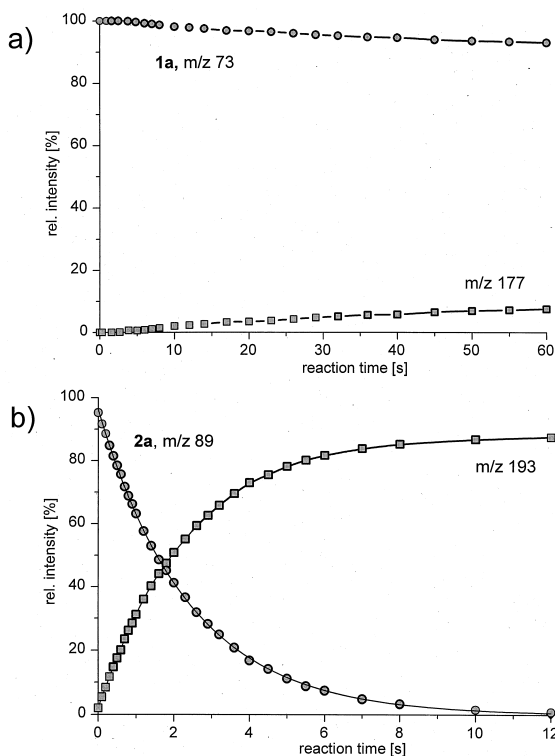 a)
100
80
60
40
20
0
rel. intensity [%]
1a, m/z 73
m/z 177
0 10 20 30 40 50 60
reaction time [s]
b)
100
80
60
40
20
0
rel. intensity [%]
2a, m/z 89
m/z 193
0 2 4 6 8 10 12
reaction time [s]